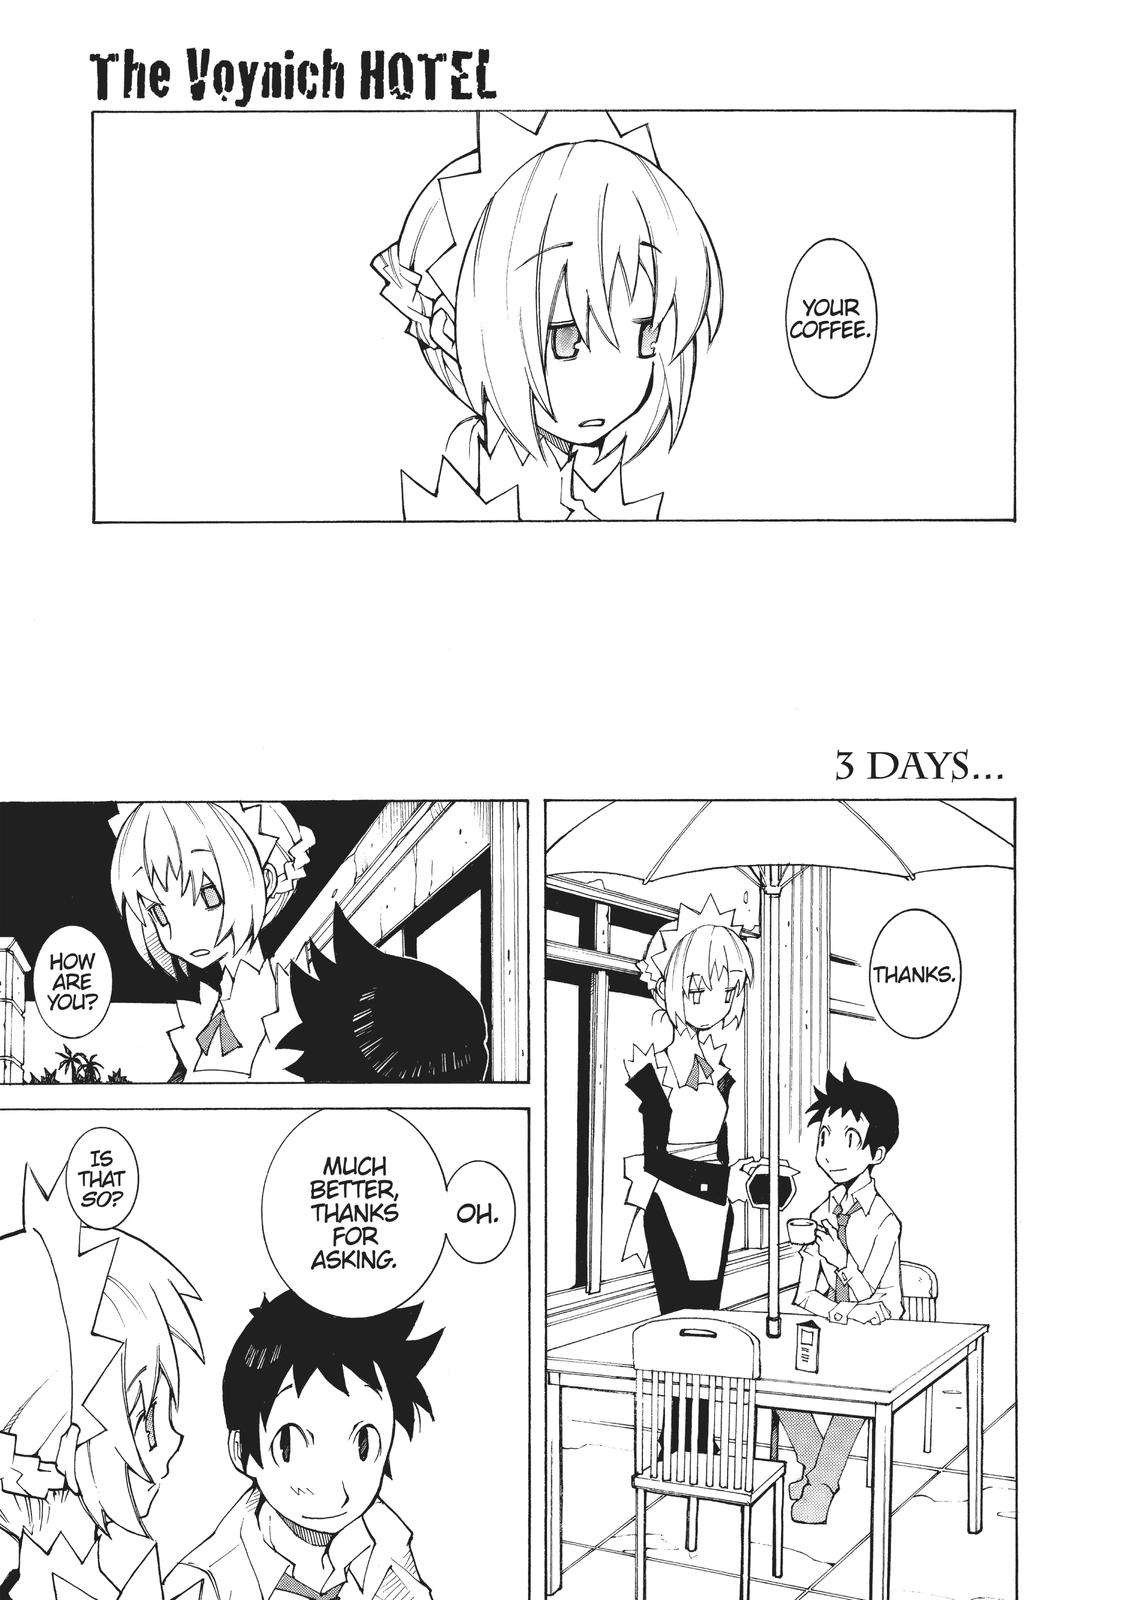 The Voynich HOTEL
YOUR
COFFEE.
3 DAYS...
THANKS.
HOW
ARE
YOU?
OH.
MUCH
BETTER,
THANKS
FOR
ASKING.
IS
THAT
SO?